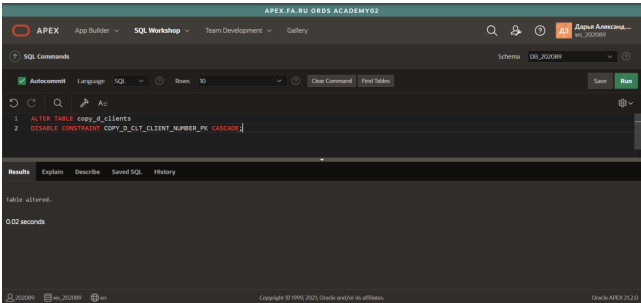 APEX.FA.RU ORDS ACADEMY02
APEX App Builder SQL Workshop Team Development Gallery ДЗ Дарья Александ... ws_202089
SQL Commands Schema DB_202089
Autocommit Language SQL Rows 10 Clear Command Find Tables Save Run
A::
1 ALTER TABLE copy_d_clients
2 DISABLE CONSTRAINT COPY_D_CLT_CLIENT_NUMBER_PK CASCADE;
Results Explain Describe Saved SQL History
Table altered.
0.02 seconds
202089 ws_202089 en Copyright © 1999, 2021, Oracle and/or its affiliates. Oracle APEX 21.2.0